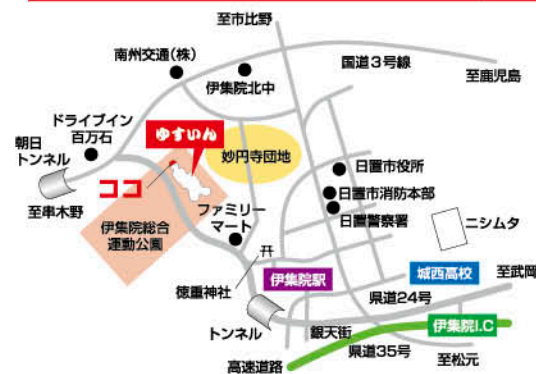 至市比野
南州交通(株)
国道3号線
至鹿児島
伊集院北中
ドライブイン
百万石
ゆすいん
妙円寺団地
朝日
トンネル
日置市役所
ココ
日置市消防本部
至串木野
ファミリー
マート
日置警察署
ニシムタ
伊集院総合
運動公園
伊集院駅
城西高校
至武岡
徳重神社
県道24号
トンネル
銀天街
伊集院I.C
県道35号
至松元
高速道路